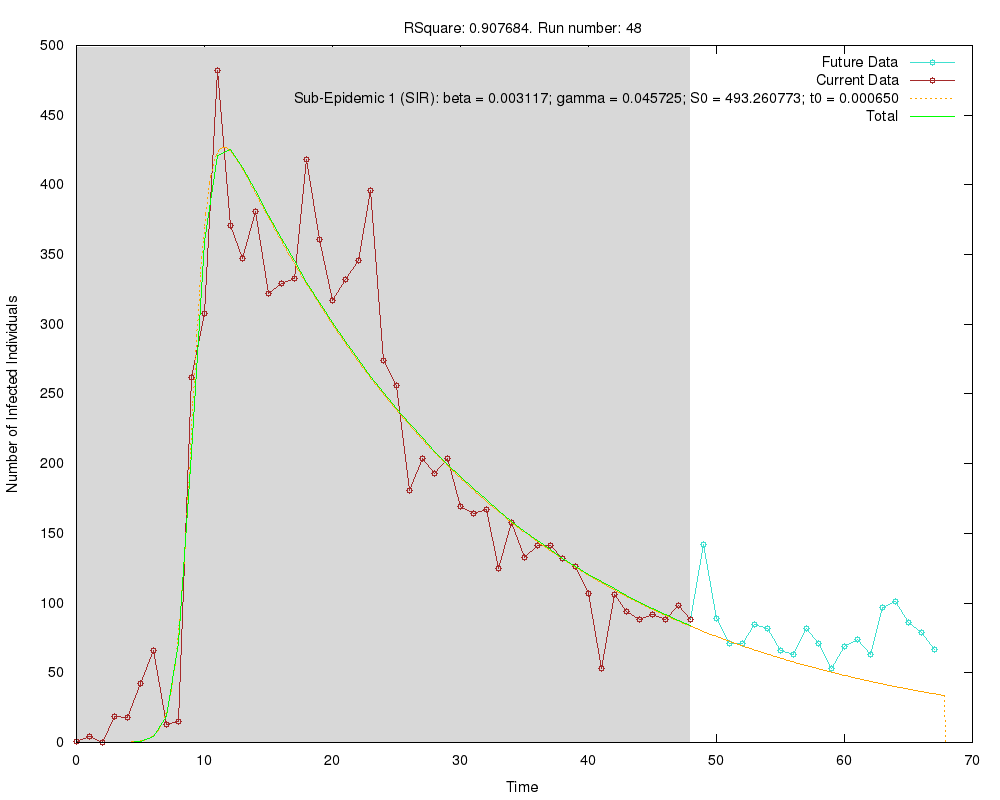 RSquare: 0.907684. Run number: 48
500
450
400
350
300
250
200
150
100
50
0
Number of Infected Individuals
Future Data
Current Data
Sub-Epidemic 1 (SIR): beta = 0.003117; gamma = 0.045725; S0 = 493.260773; t0 = 0.000650
Total
0 10 20 30 40 50 60 70
Time